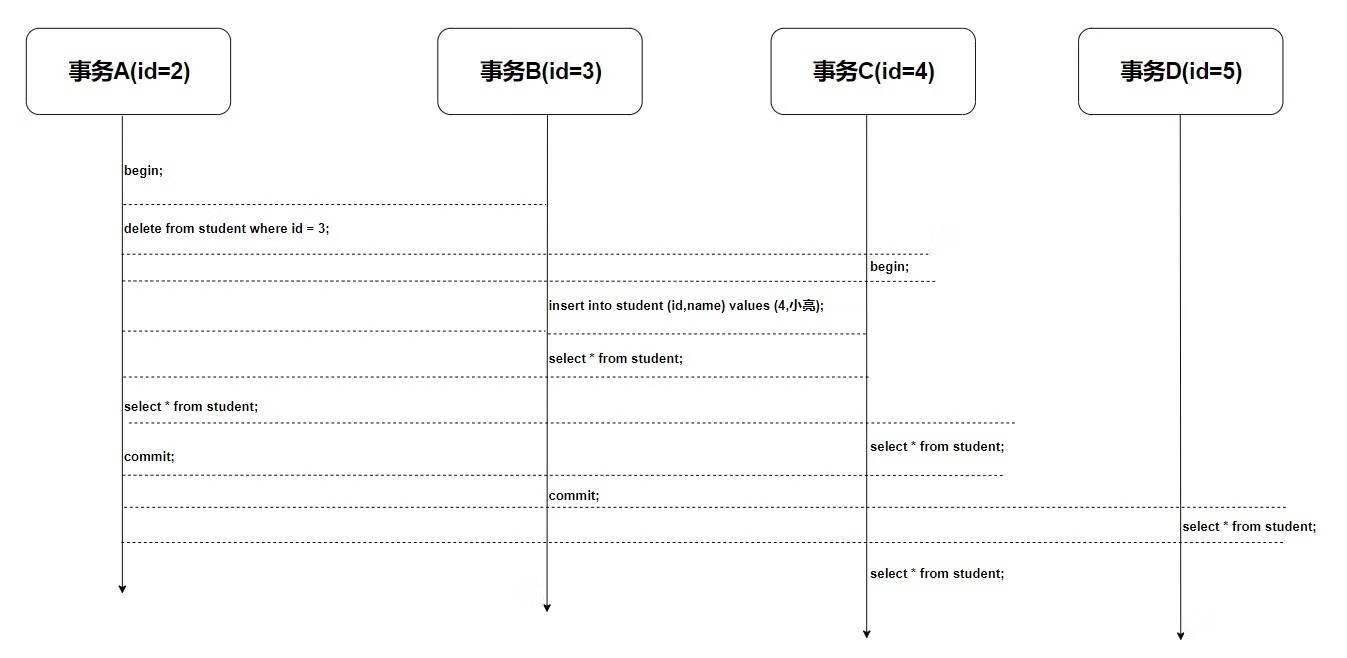 事务A(id=2)
事务B(id=3)
事务C(id=4)
事务D(id=5)
begin;
delete from student where id = 3;
begin;
insert into student (id,name) values (4,小亮);
select * from student;
select * from student;
select * from student;
commit;
commit;
select * from student;
select * from student;